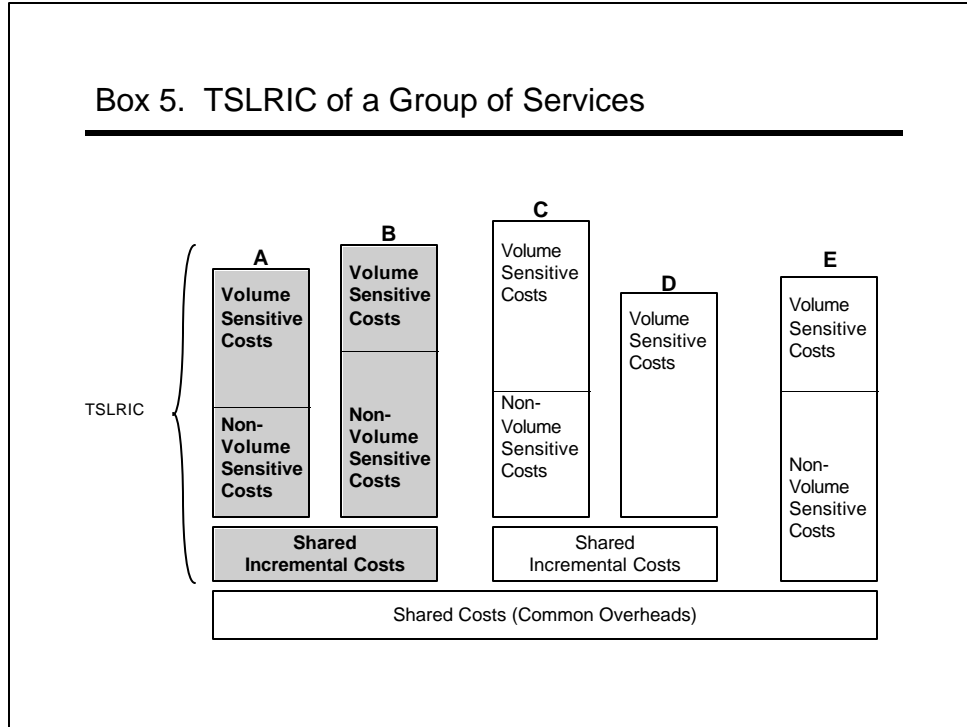 Box 5. TSLRIC of a Group of Services
TSLRIC
A
Volume
Sensitive
Costs
Non-
Volume
Sensitive
Costs
B
Volume
Sensitive
Costs
Non-
Volume
Sensitive
Costs
Shared
Incremental Costs
C
Volume
Sensitive
Costs
Non-
Volume
Sensitive
Costs
D
Volume
Sensitive
Costs
Shared
Incremental Costs
E
Volume
Sensitive
Costs
Non-
Volume
Sensitive
Costs
Shared Costs (Common Overheads)